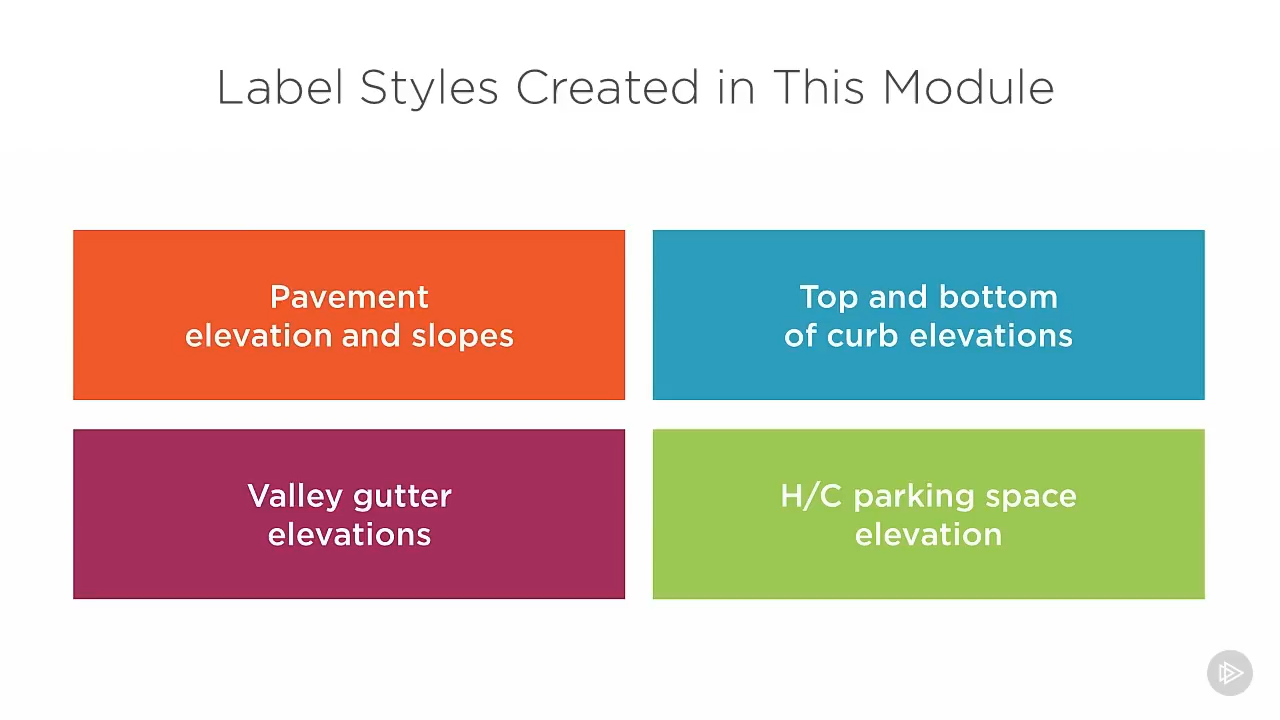 Label Styles Created in This Module
Pavement
elevation and slopes
Top and bottom
of curb elevations
Valley gutter
elevations
H/C parking space
elevation